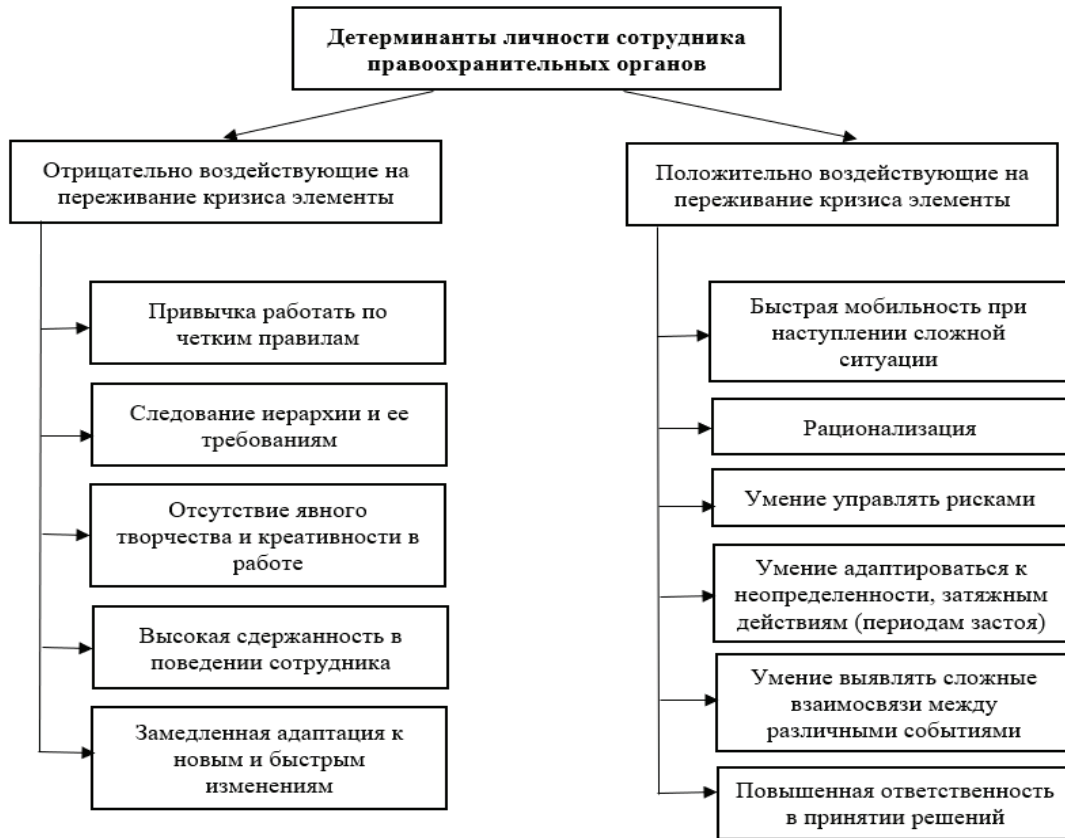 Детерминанты личности сотрудника
правоохранительных органов
Отрицательно воздействующие на
переживание кризиса элементы
Привычка работать по
четким правилам
Следование иерархии и ее
требованиям
Отсутствие явного
творчества и креативности в
работе
Высокая сдержанность в
поведении сотрудника
Замедленная адаптация к
новым и быстрым
изменениям
Положительно воздействующие на
переживание кризиса элементы
Быстрая мобильность при
наступлении сложной
ситуации
Рационализация
Умение управлять рисками
Умение адаптироваться к
неопределенности, затяжным
действиям (периодам застоя)
Умение выявлять сложные
взаимосвязи между
различными событиями
Повышенная ответственность
в принятии решений